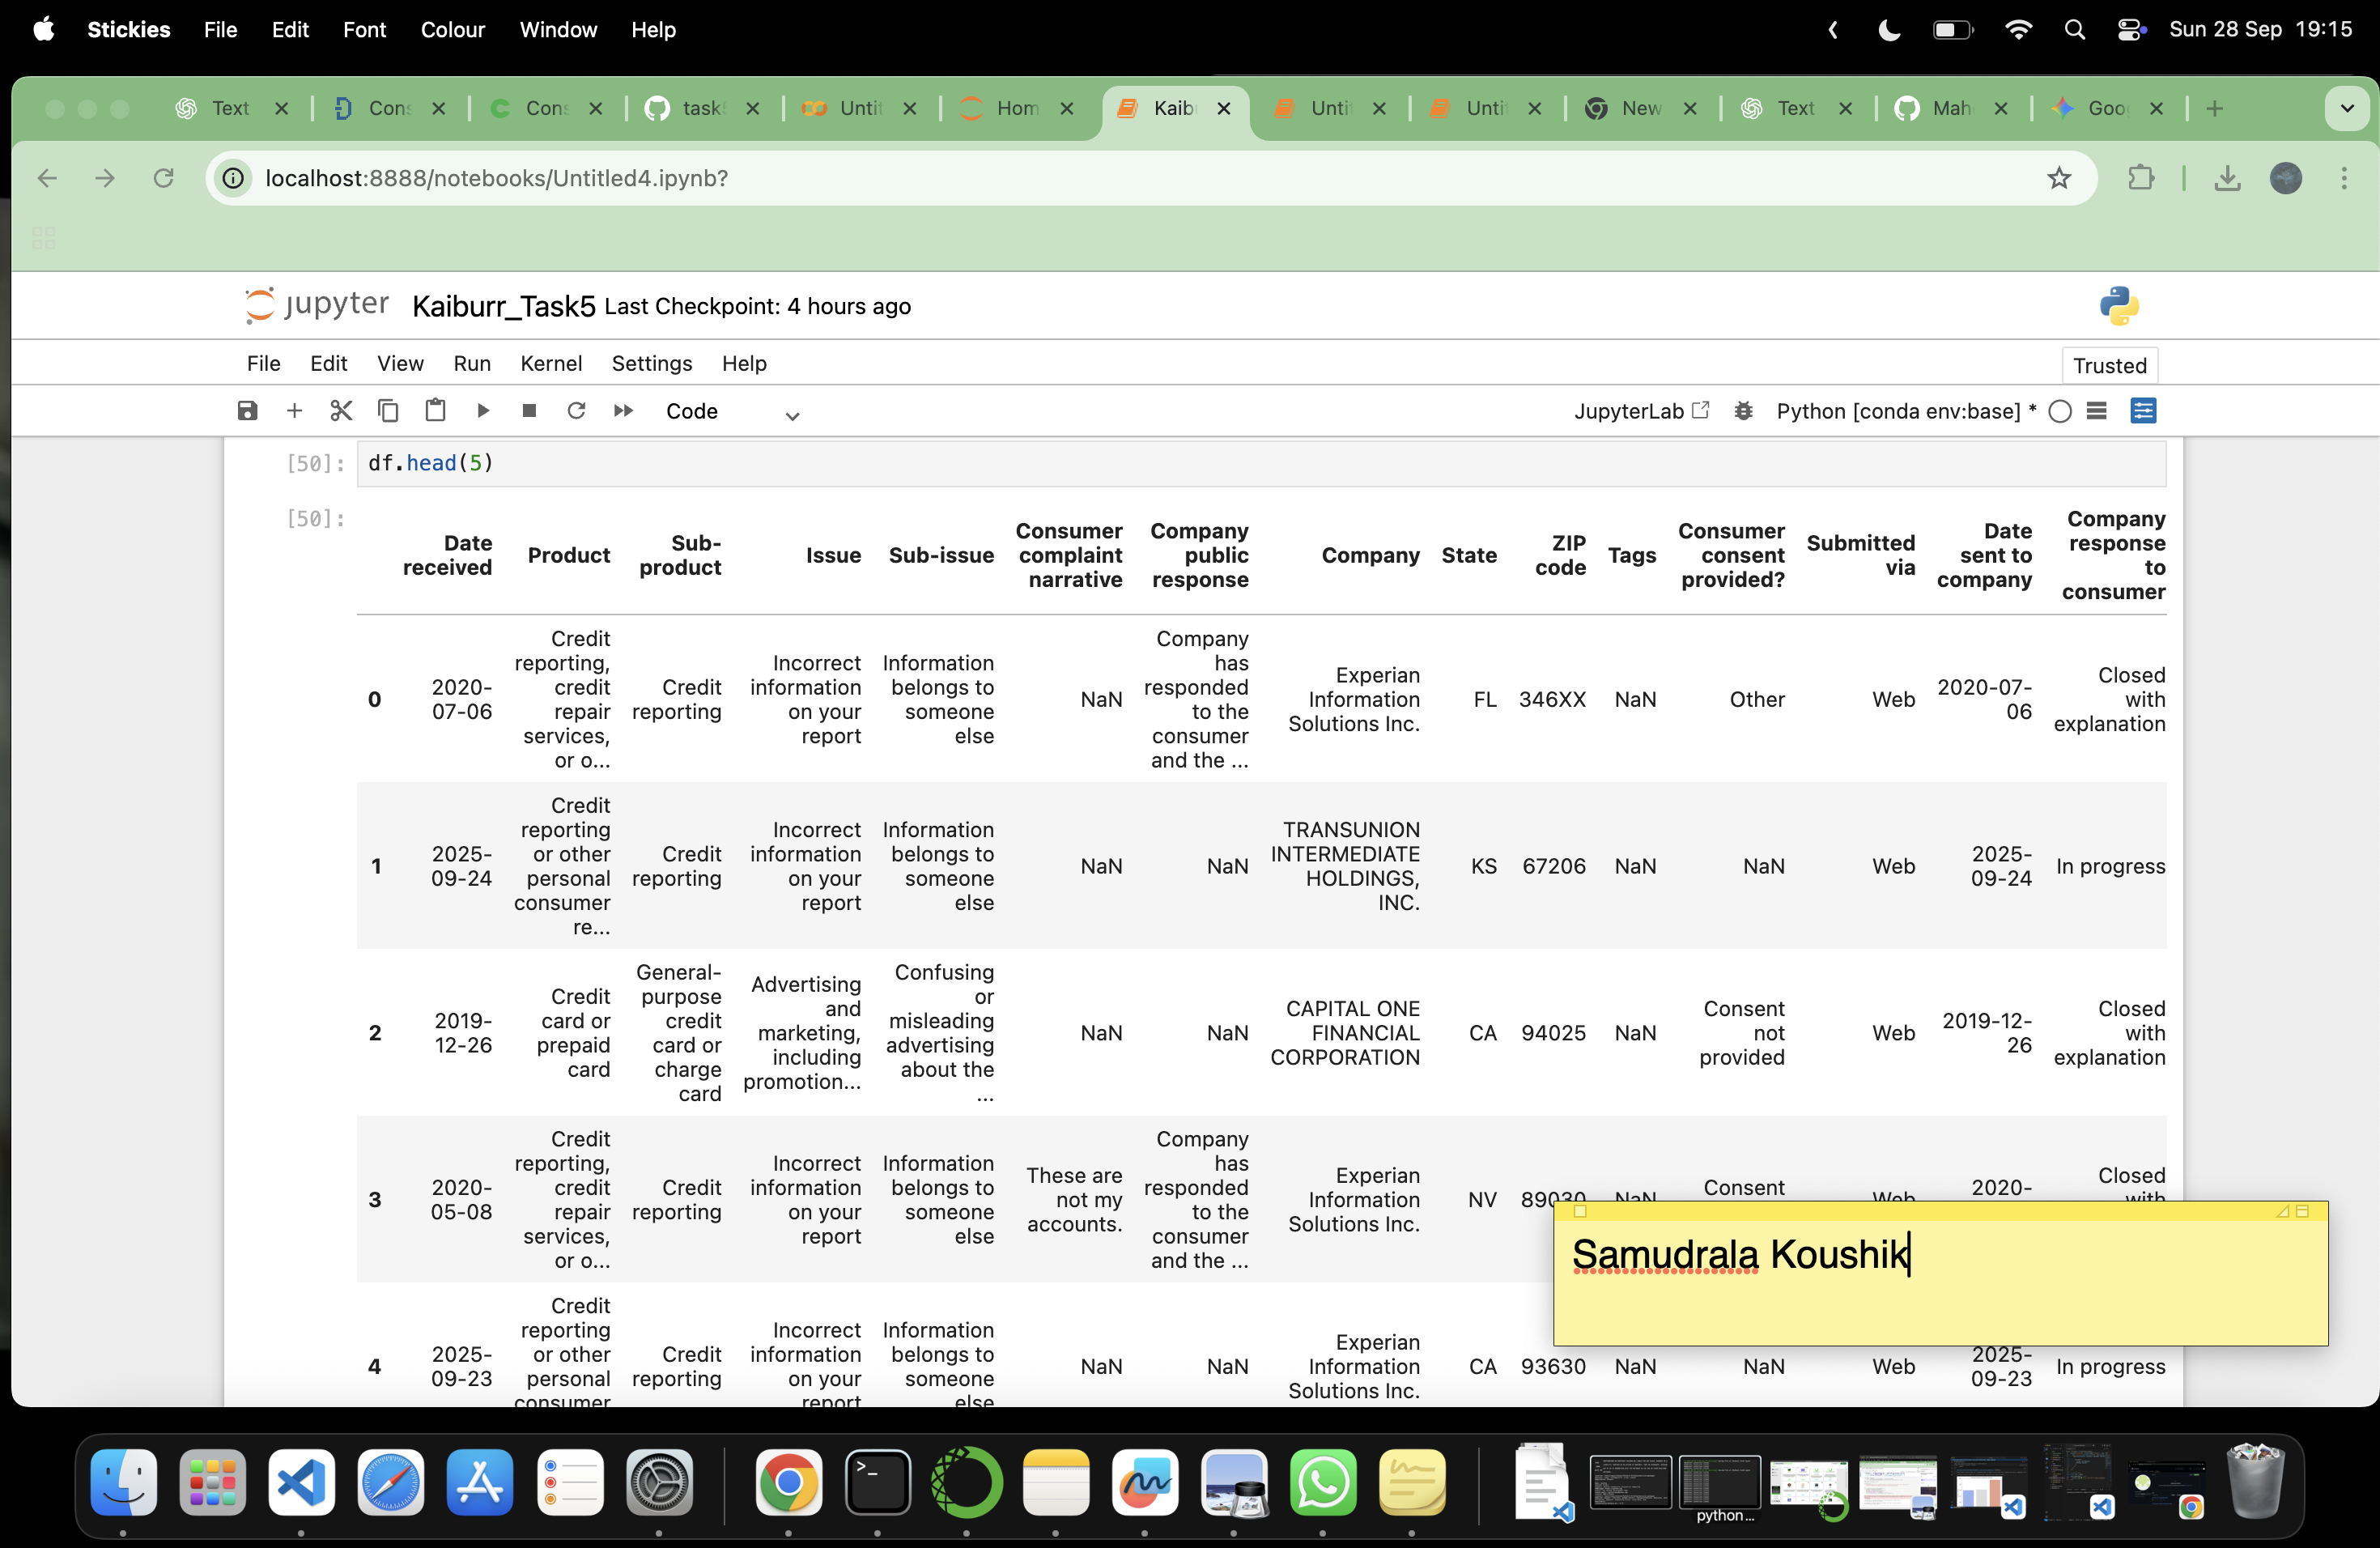 Stickies File Edit Font Colour Window Help Sun 28 Sep 19:15
Text Cons Cons task Untit Hom Kaib Untit Untit New Text Mah Goo
localhost:8888/notebooks/Untitled4.ipynb?
jupyter Kaiburr_Task5 Last Checkpoint: 4 hours ago
File Edit View Run Kernel Settings Help Trusted
Code JupyterLab Python [conda env:base] *
[50]: df.head(5)
[50]:
Date received Product Sub-product Issue Sub-issue Consumer complaint narrative Company public response Company State ZIP code Tags Consumer consent provided? Submitted via Date sent to company Company response to consumer
0 2020-07-06 Credit reporting, credit repair services, or o... Credit reporting Incorrect information on your report Information belongs to someone else NaN Company has responded to the consumer and the ... Experian Information Solutions Inc. FL 346XX NaN Other Web 2020-07-06 Closed with explanation
1 2025-09-24 Credit reporting or other personal consumer re... Credit reporting Incorrect information on your report Information belongs to someone else NaN NaN TRANSUNION INTERMEDIATE HOLDINGS, INC. KS 67206 NaN NaN Web 2025-09-24 In progress
2 2019-12-26 Credit card or prepaid card General-purpose credit card or charge card Advertising and marketing, including promotion... Confusing or misleading advertising about the ... NaN NaN CAPITAL ONE FINANCIAL CORPORATION CA 94025 NaN Consent not provided Web 2019-12-26 Closed with explanation
3 2020-05-08 Credit reporting, credit repair services, or o... Credit reporting Incorrect information on your report Information belongs to someone else These are not my accounts. Company has responded to the consumer and the ... Experian Information Solutions Inc. NV 89030 NaN Consent Web 2020- Closed with
Samudrala Koushik
4 2025-09-23 Credit reporting or other personal consumer Credit reporting Incorrect information on your report Information belongs to someone else NaN NaN Experian Information Solutions Inc. CA 93630 NaN NaN Web 2025-09-23 In progress
python...